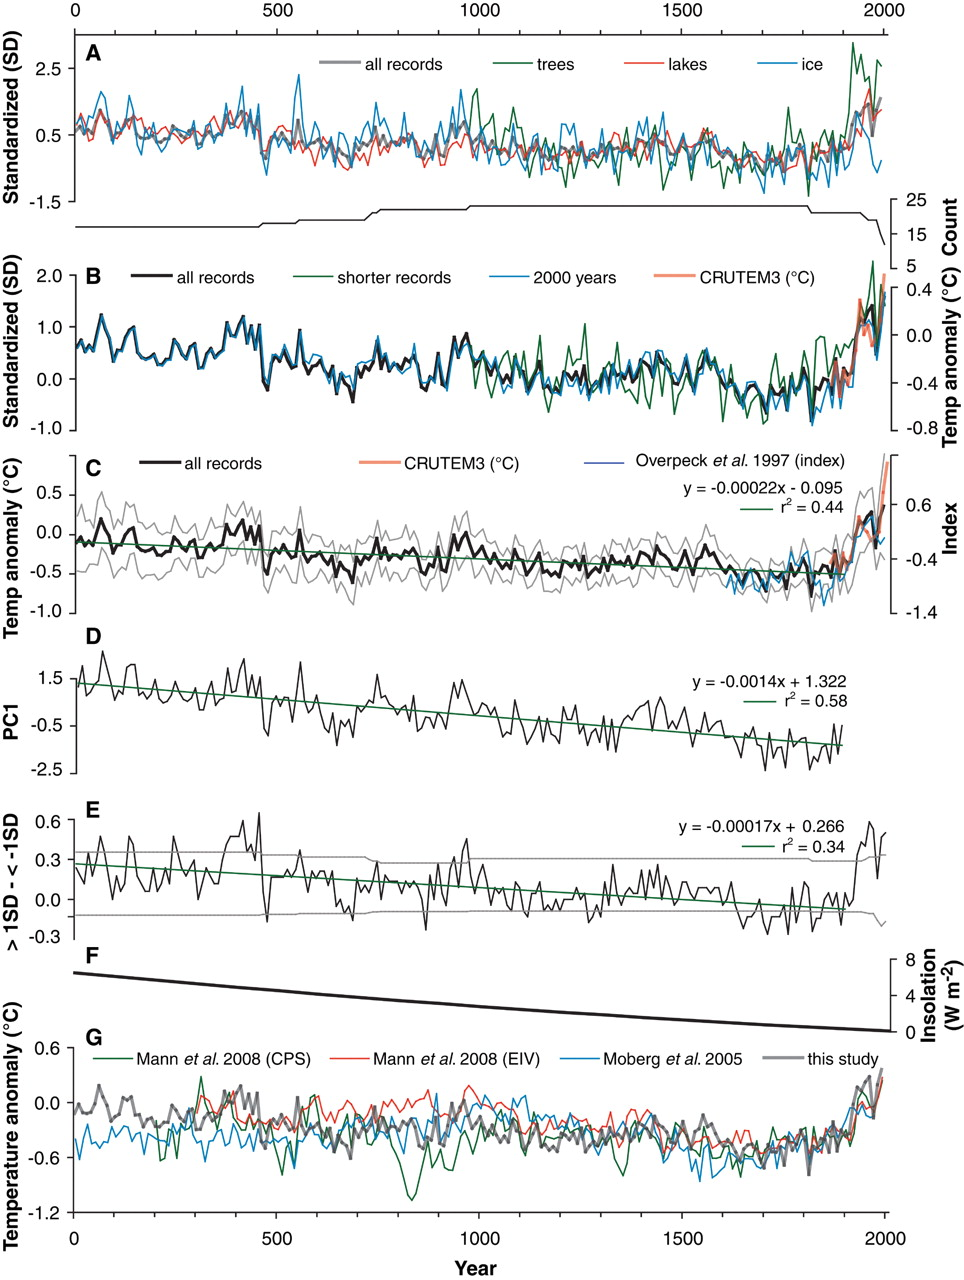 0 500 1000 1500 2000
A
all records trees lakes ice
Standardized (SD)
2.5
0.5
-1.5
25
15
5
Count
B
all records shorter records 2000 years CRUTEM3 (°C)
Standardized (SD)
2.0
1.0
0.0
-1.0
0.4
0.0
-0.4
-0.8
Temp anomaly (°C)
C
all records CRUTEM3 (°C) Overpeck et al. 1997 (index)
y = -0.00022x - 0.095
r2 = 0.44
Temp anomaly (°C)
0.5
0.0
-0.5
-1.0
0.6
-0.4
-1.4
Index
D
y = -0.0014x + 1.322
r2 = 0.58
PC1
1.5
-0.5
-2.5
E
y = -0.00017x + 0.266
r2 = 0.34
> 1SD - < -1SD
0.6
0.3
0.0
-0.3
F
8
4
0
Insolation
(W m-2)
G
Mann et al. 2008 (CPS) Mann et al. 2008 (EIV) Moberg et al. 2005 this study
Temperature anomaly (°C)
0.6
0.0
-0.6
-1.2
0 500 1000 1500 2000
Year